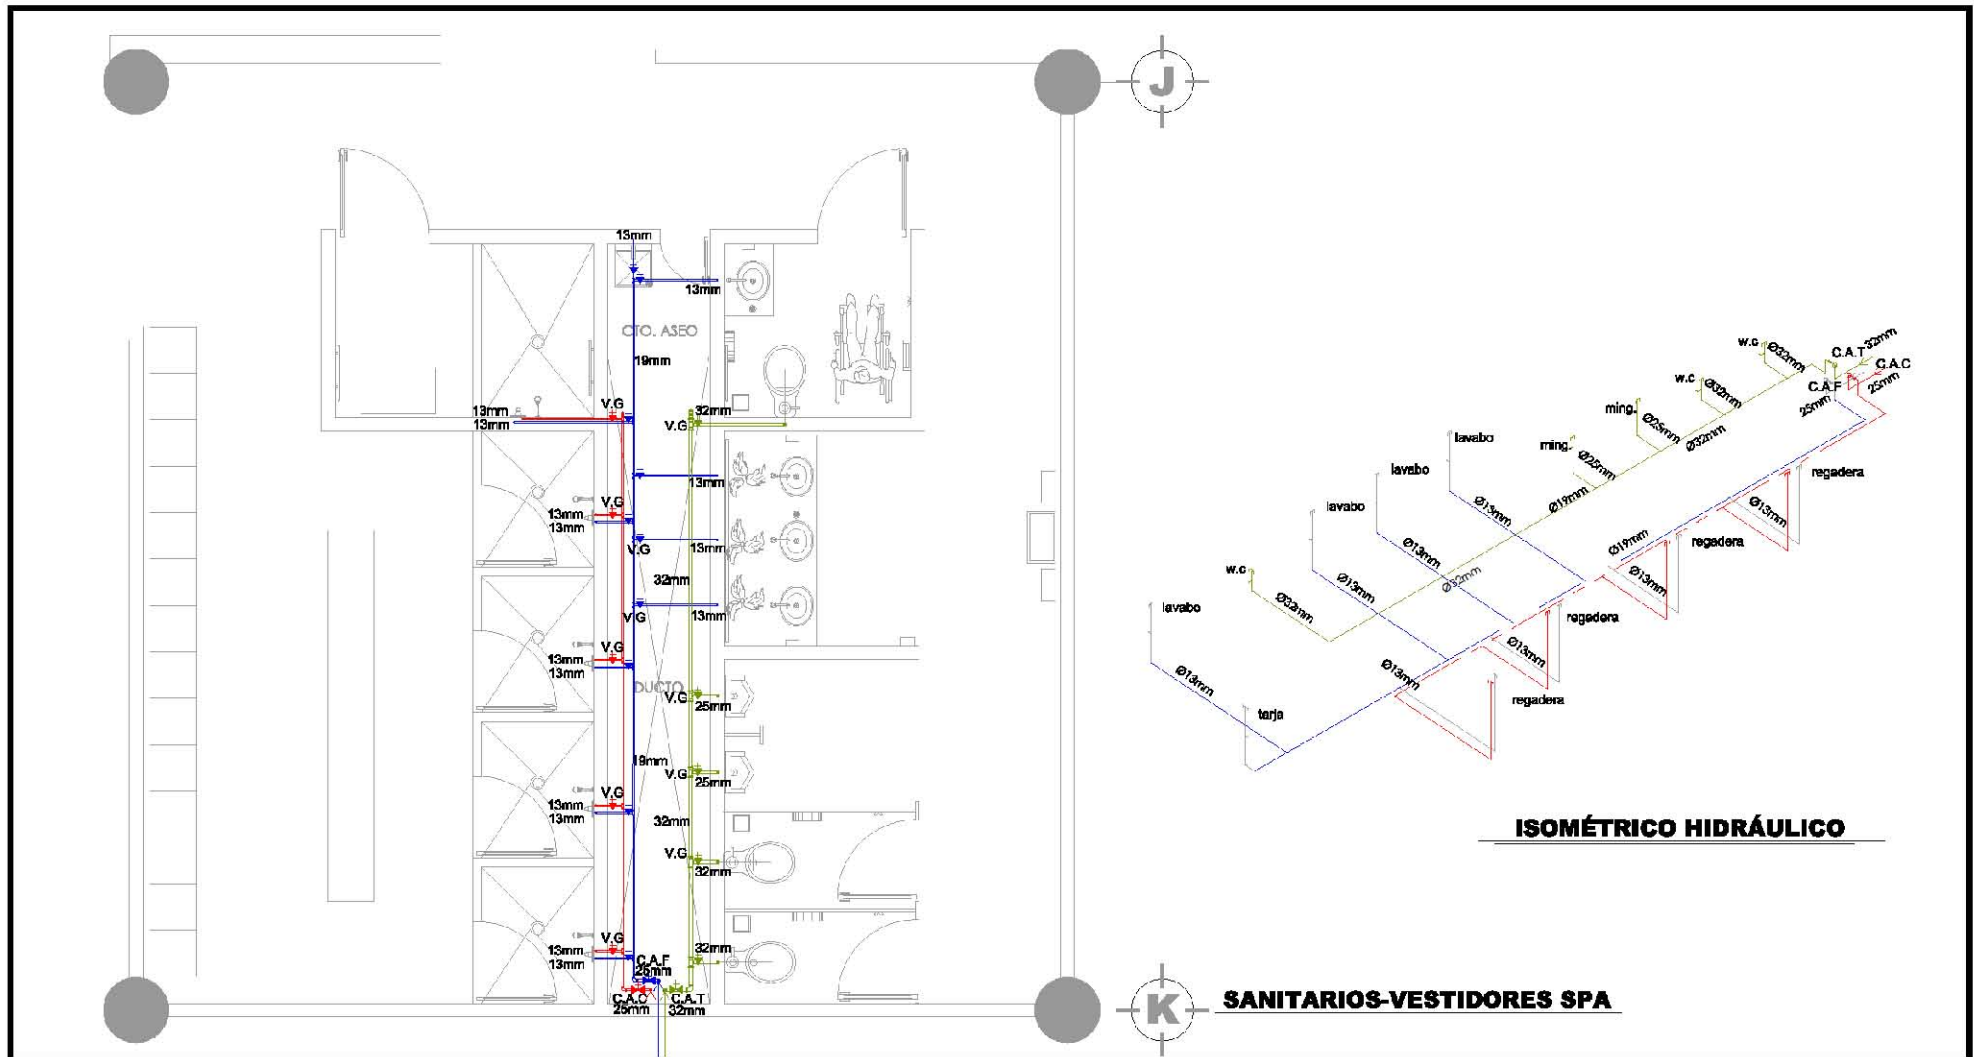 J
13mm
13mm
CTO. ASEO
19mm
V.G
32mm
13mm
13mm
V.G
V.G
13mm
13mm
13mm
V.G
13mm
32mm
V.G
13mm
V.G
13mm
13mm
DUCTO
V.G
25mm
19mm
V.G
25mm
V.G
13mm
13mm
32mm
V.G
32mm
V.G
13mm
13mm
C.A.F
25mm
32mm
C.A.C
25mm
C.A.T
32mm
w.c
Ø32mm
C.A.T
32mm
C.A.C
C.A.F
25mm
25mm
w.c
Ø32mm
ming.
Ø25mm
Ø32mm
ming.
Ø25mm
Ø19mm
lavabo
Ø13mm
lavabo
Ø13mm
Ø32mm
lavabo
Ø13mm
w.c
Ø32mm
lavabo
Ø13mm
tarja
regadera
Ø13mm
regadera
Ø19mm
Ø13mm
regadera
Ø13mm
regadera
Ø13mm
ISOMÉTRICO HIDRÁULICO
K
SANITARIOS-VESTIDORES SPA